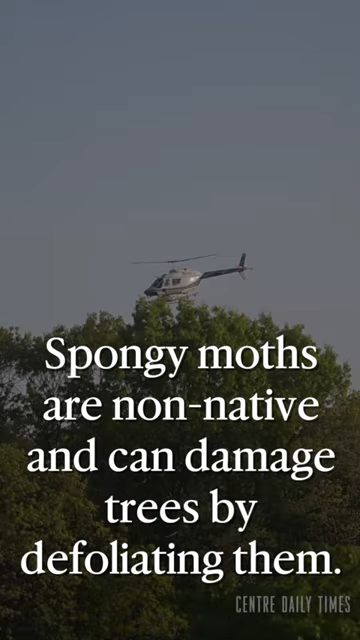 Spongy moths
are non-native
and can damage
trees by
defoliating them.
CENTRE DAILY TIMES